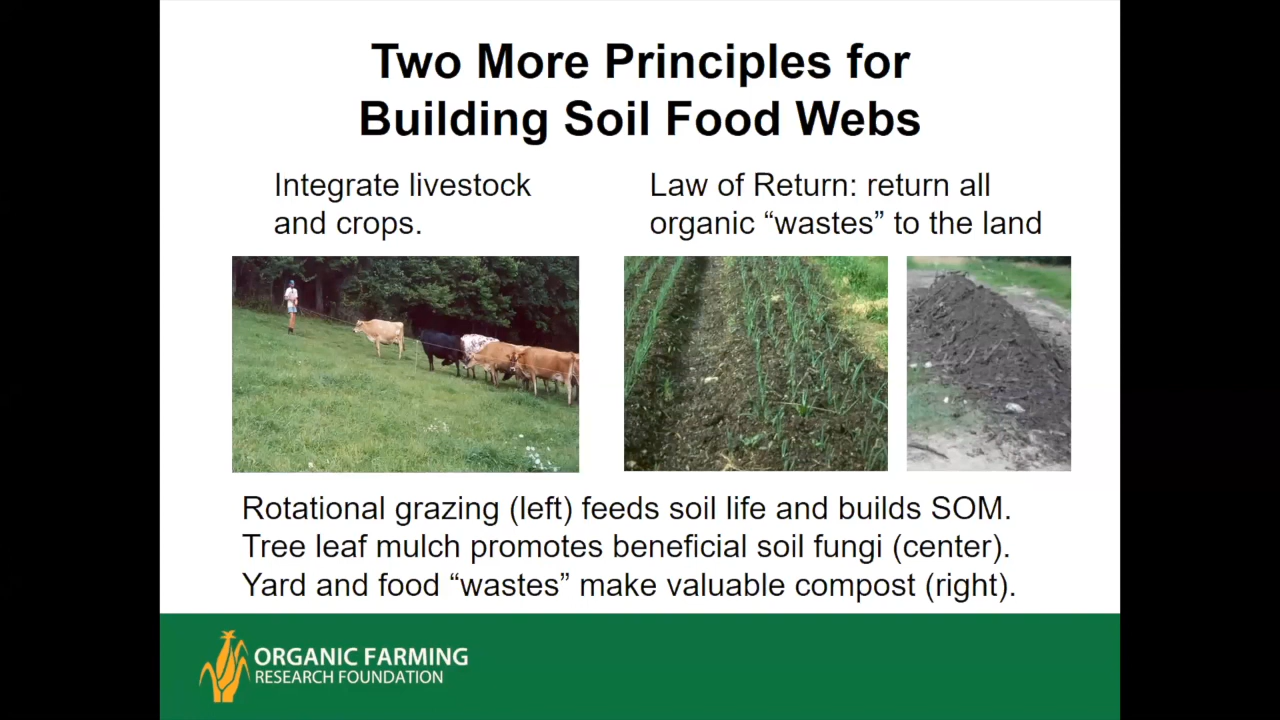 Two More Principles for
Building Soil Food Webs
Integrate livestock
and crops.
Law of Return: return all
organic “wastes” to the land
Rotational grazing (left) feeds soil life and builds SOM.
Tree leaf mulch promotes beneficial soil fungi (center).
Yard and food “wastes” make valuable compost (right).
ORGANIC FARMING
RESEARCH FOUNDATION